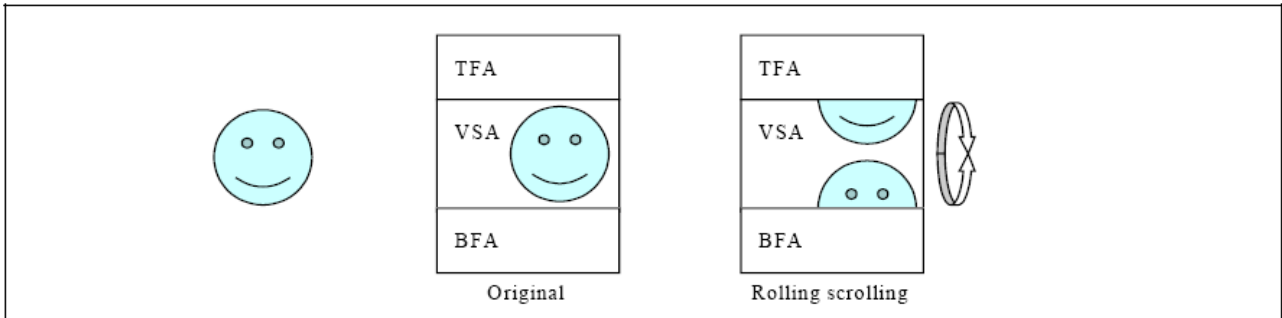 TFA
VSA
BFA
Original
TFA
VSA
BFA
Rolling scrolling